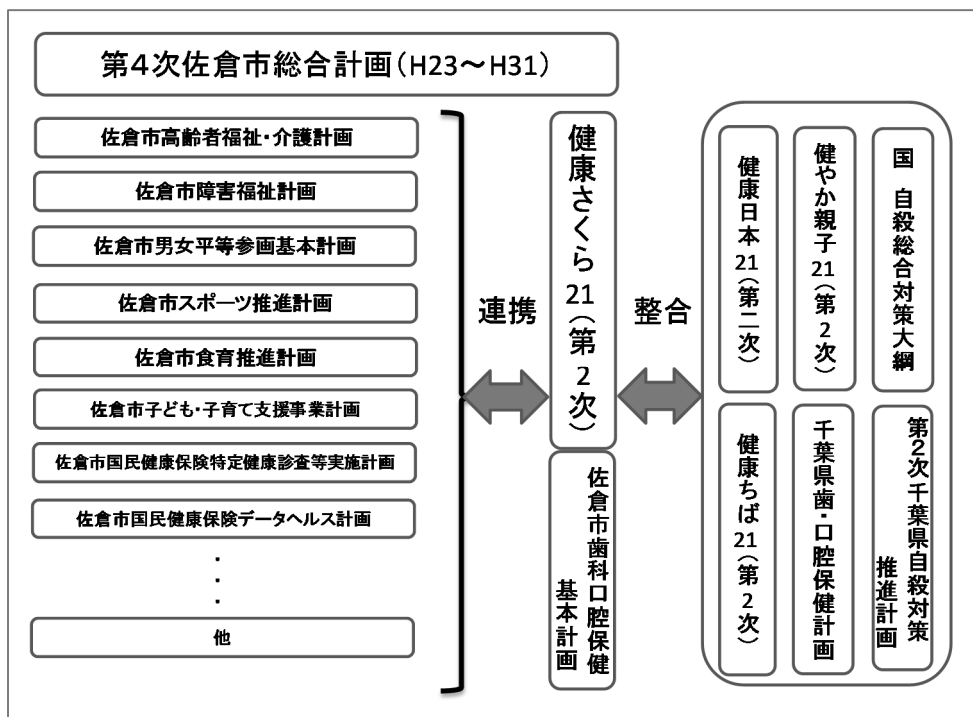 第4次佐倉市総合計画(H23～H31)
佐倉市高齢者福祉・介護計画
佐倉市障害福祉計画
佐倉市男女平等参画基本計画
佐倉市スポーツ推進計画
佐倉市食育推進計画
佐倉市子ども・子育て支援事業計画
佐倉市国民健康保険特定健康診査等実施計画
佐倉市国民健康保険データヘルス計画
・
・
・
他
連携
健康さくら21(第2次)
佐倉市歯科口腔保健
基本計画
整合
健康日本21(第二次)
健やか親子21(第2次)
国 自殺総合対策大綱
健康ちば21(第2次)
千葉県歯・口腔保健計画
第2次千葉県自殺対策
推進計画